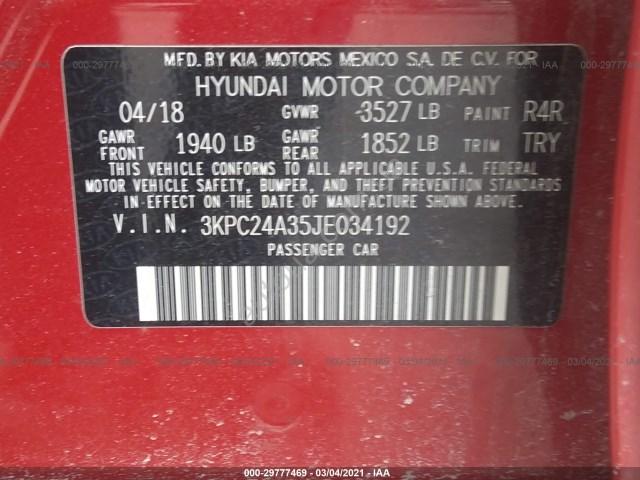 MFD. BY KIA MOTORS MEXICO S.A. DE C.V. FOR
HYUNDAI MOTOR COMPANY
04/18 GVWR 3527 LB PAINT R4R
GAWR FRONT 1940 LB GAWR REAR 1852 LB TRIM TRY
THIS VEHICLE CONFORMS TO ALL APPLICABLE U.S.A. FEDERAL
MOTOR VEHICLE SAFETY, BUMPER, AND THEFT PREVENTION STANDARDS
IN EFFECT ON THE DATE OF MANUFACTURE SHOWN ABOVE.
V.I.N. 3KPC24A35JE034192
PASSENGER CAR
000-29777469 - 03/04/2021 - IAA